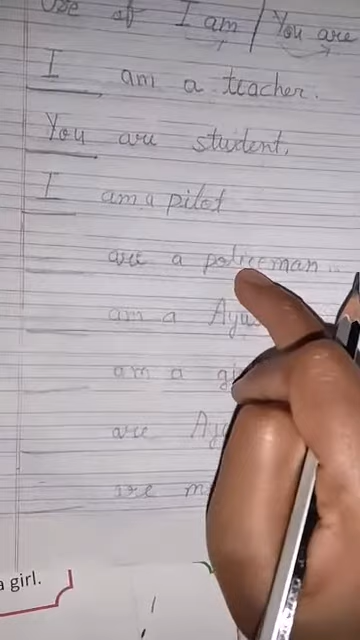 Use of I am / You are
I am a teacher.
You are student.
I am a pilot
are a policeman.
am a
am a
are
are
a girl.